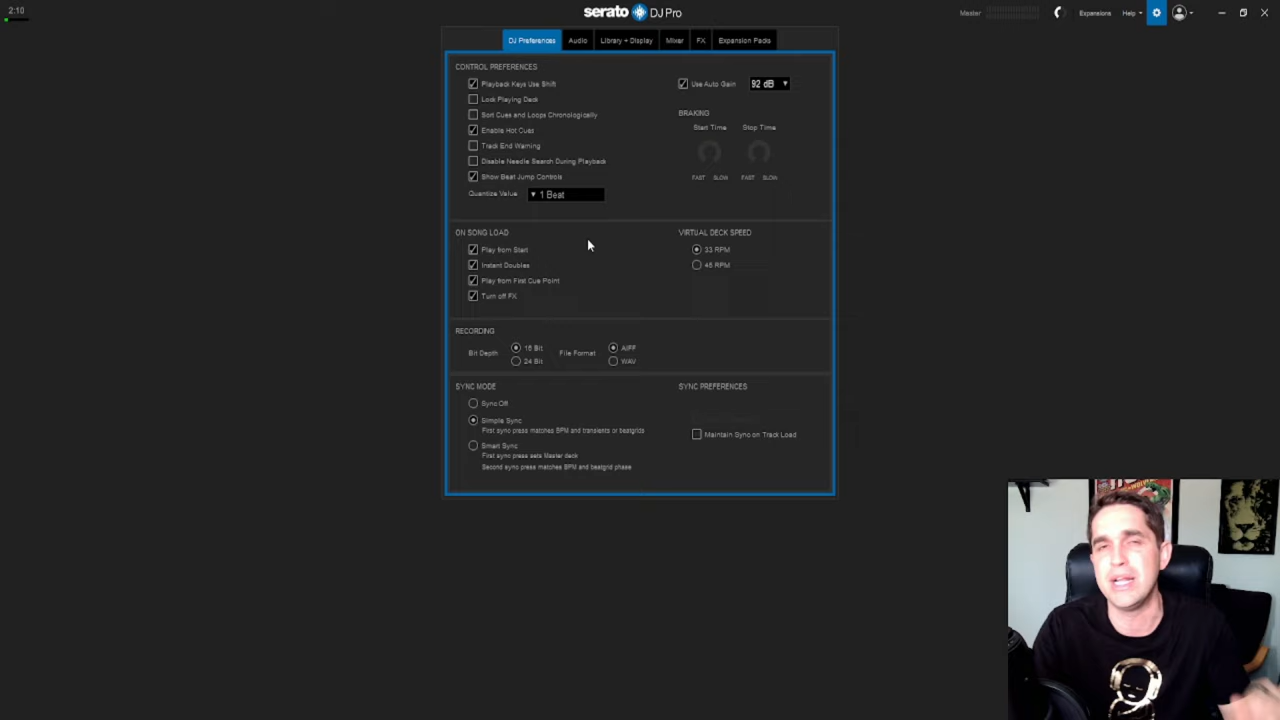 2:10
serato DJ Pro
Master
Expansions
Help
DJ Preferences
Audio
Library + Display
Mixer
FX
Expansion Packs
CONTROL PREFERENCES
Playback Keys Use Shift
Lock Playing Deck
Sort Cues and Loops Chronologically
Enable Hot Cues
Track End Warning
Disable Needle Search During Playback
Show Beat Jump Controls
Quantize Value
1 Beat
Use Auto Gain
92 dB
BRAKING
Start Time
Stop Time
FAST SLOW
FAST SLOW
ON SONG LOAD
Play from Start
Instant Doubles
Play from First Cue Point
Turn off FX
VIRTUAL DECK SPEED
33 RPM
45 RPM
RECORDING
Bit Depth
16 Bit
24 Bit
File Format
AIFF
WAV
SYNC MODE
Sync Off
Simple Sync
First sync press matches BPM and transients or beatgrids
Smart Sync
First sync press sets Master deck
Second sync press matches BPM and beatgrid phase
SYNC PREFERENCES
Maintain Sync on Track Load